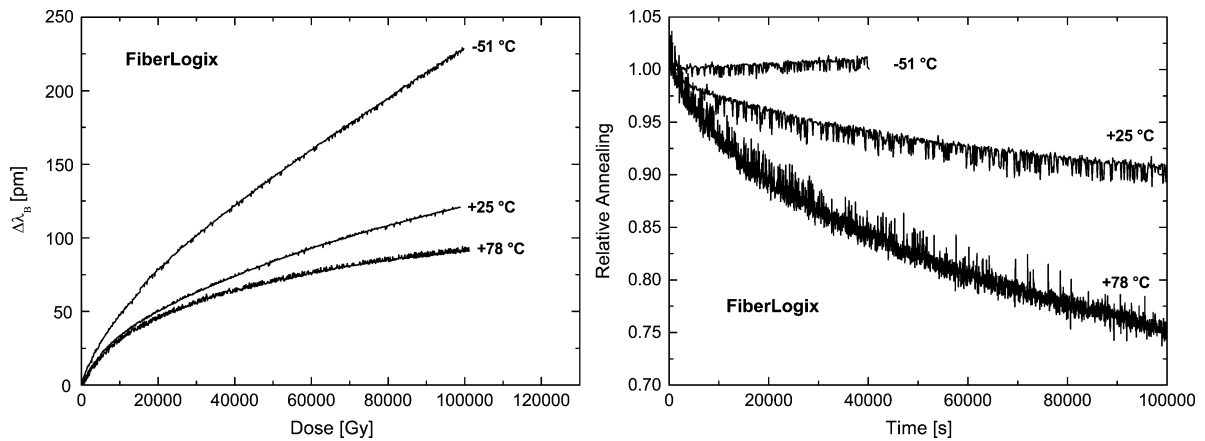 250
200
150
100
50
0
Δλ_B [pm]
FiberLogix
-51 °C
+25 °C
+78 °C
0 20000 40000 60000 80000 100000 120000
Dose [Gy]
1.05
1.00
0.95
0.90
0.85
0.80
0.75
0.70
Relative Annealing
-51 °C
+25 °C
+78 °C
FiberLogix
0 20000 40000 60000 80000 100000
Time [s]